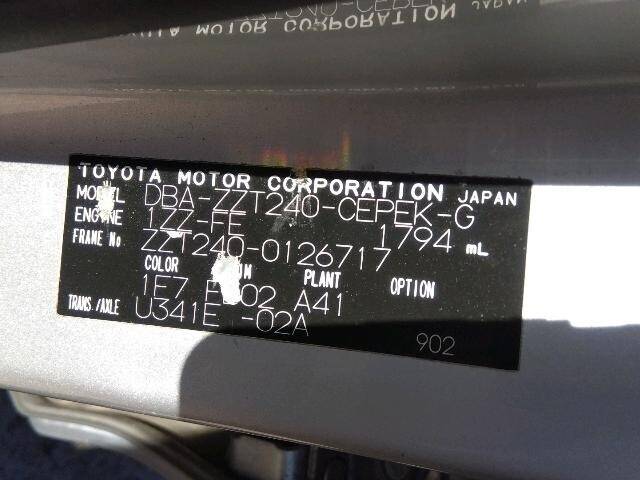 TOYOTA MOTOR CORPORATION JAPAN
MODEL DBA-ZZT240-CEPEK-G
ENGINE 1ZZ-FE 1794 mL
FRAME No ZZT240-0126717
COLOR PLANT OPTION
1E7 A41
TRANS./AXLE U341E -02A
902